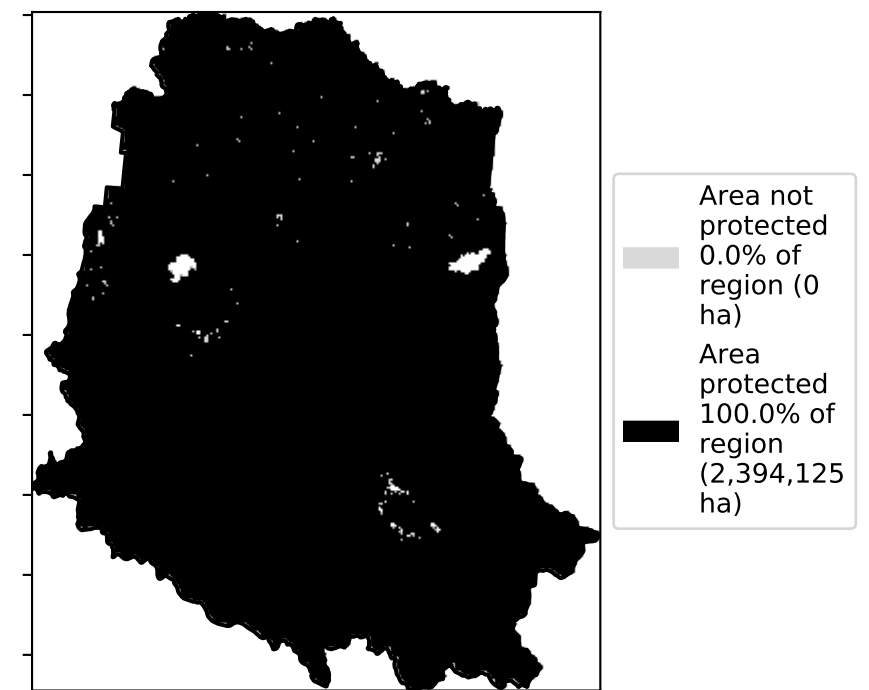 Area not
protected
0.0% of
region (0
ha)
Area
protected
100.0% of
region
(2,394,125
ha)